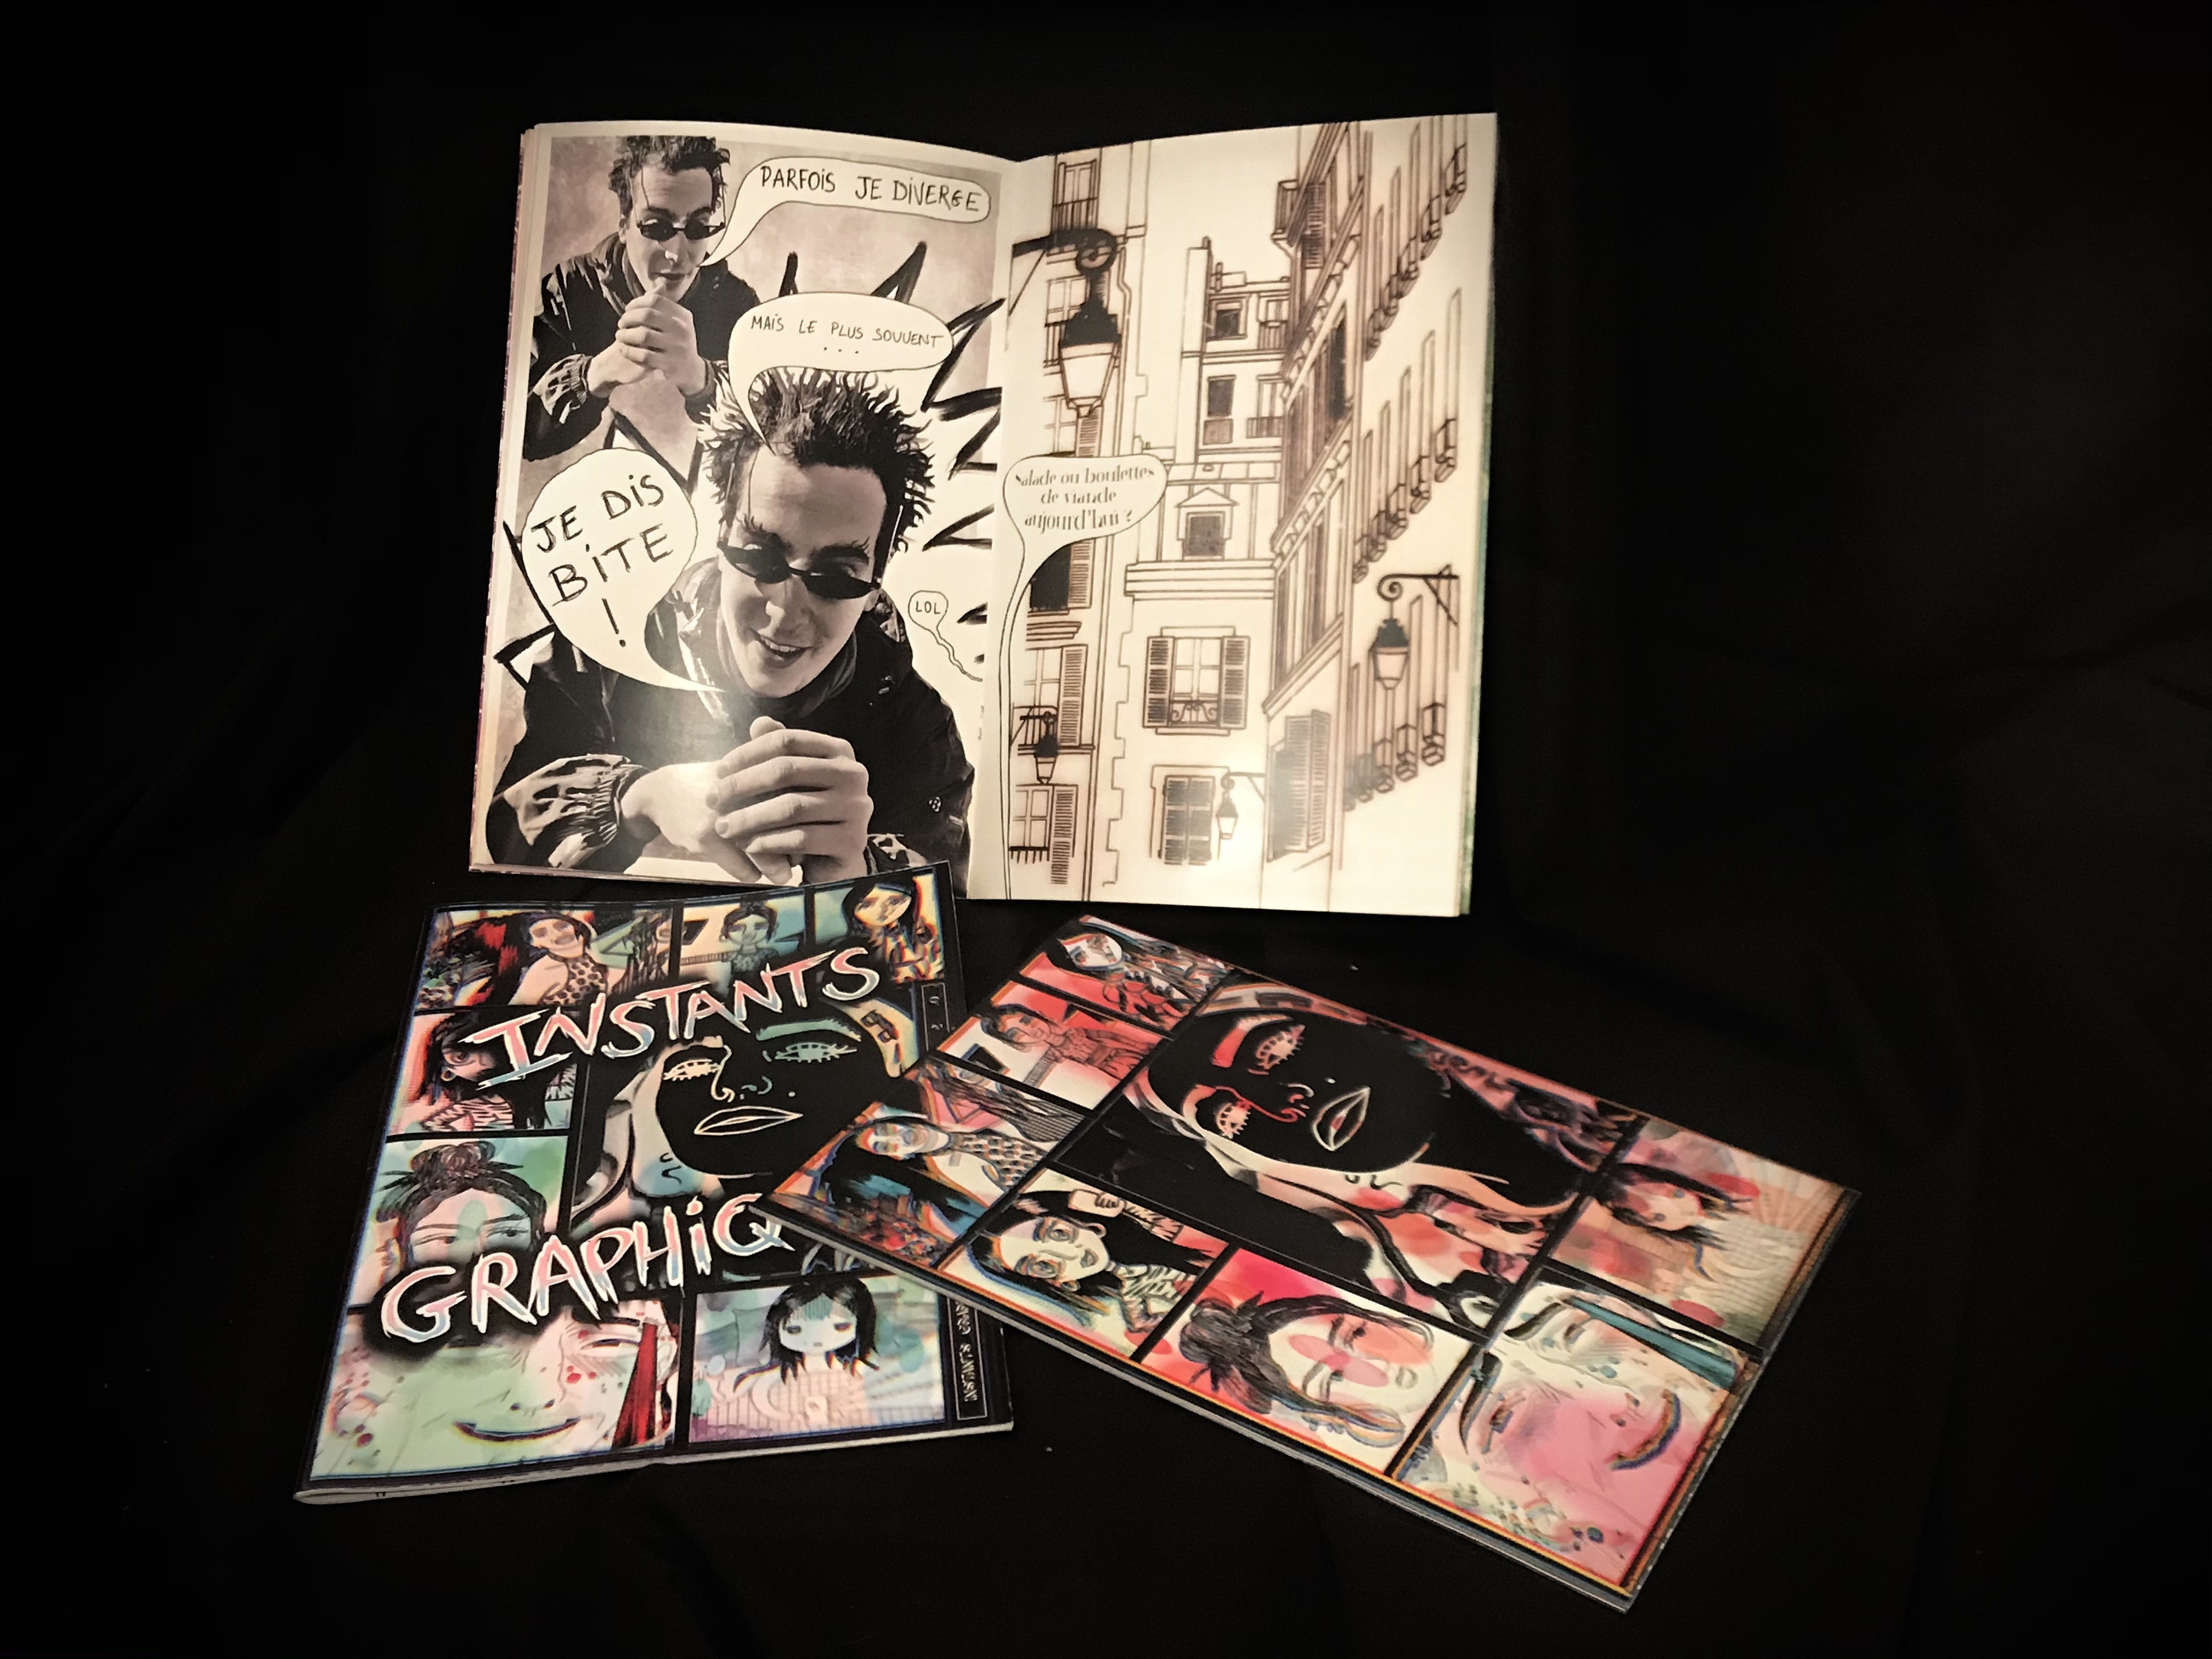 PARFOIS JE DIVERGE
MAIS LE PLUS SOUVENT
...
JE DIS
BITE
!
LOL
Salade ou boulettes
de viande
aujourd'hui ?
INSTANTS
GRAPHIQ